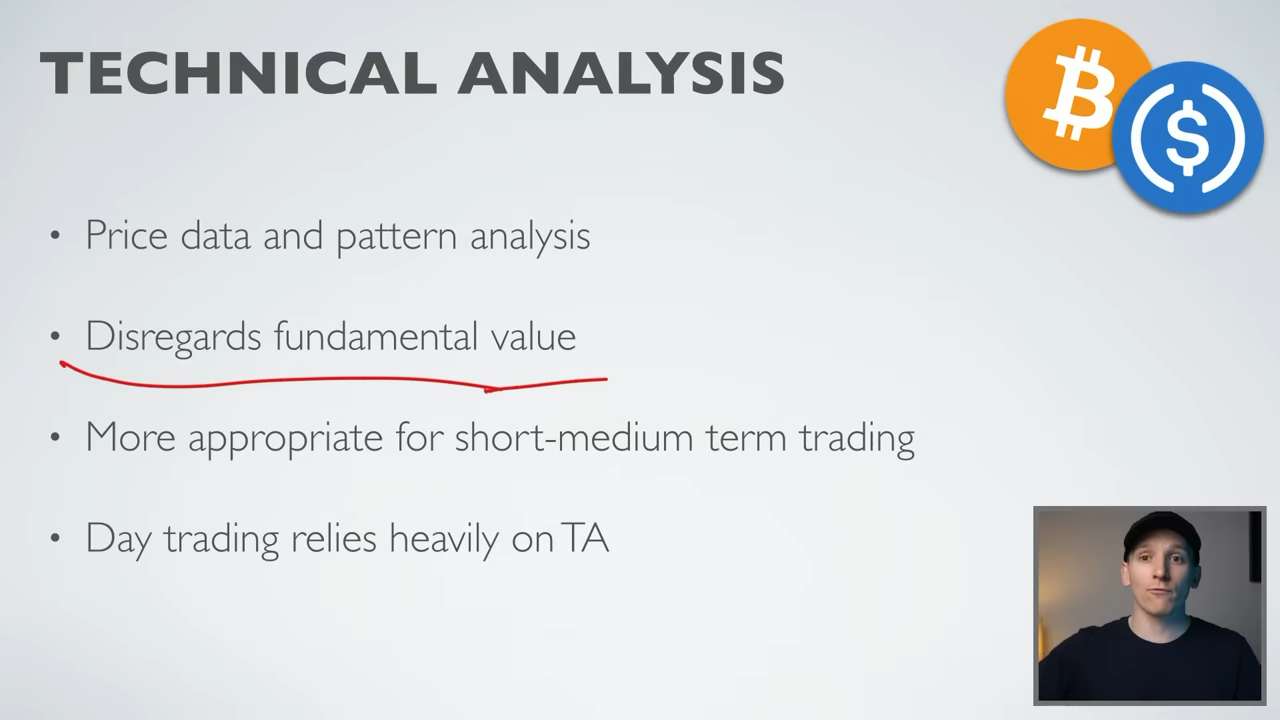 TECHNICAL ANALYSIS
• Price data and pattern analysis
• Disregards fundamental value
• More appropriate for short-medium term trading
• Day trading relies heavily on TA